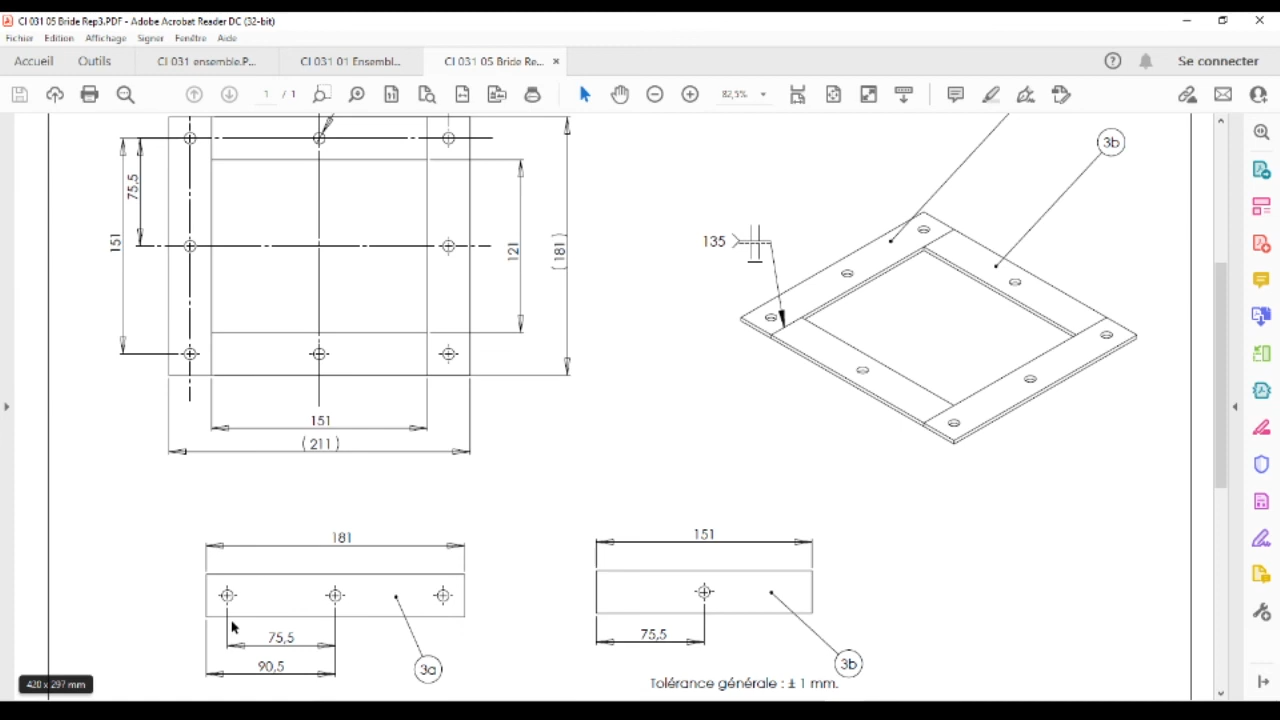 CI 031 05 Bride Rep3.PDF - Adobe Acrobat Reader DC (32-bit)
Fichier Edition Affichage Signer Fenêtre Aide
Accueil Outils CI 031 ensemble.P... CI 031 01 Ensembl... CI 031 05 Bride Re... × Se connecter
1 / 1 82,5%
3b
75,5
151
121
(181)
135
151
(211)
181
151
75,5
75,5
90,5
3a
3b
420 x 297 mm
Tolérance générale : ± 1 mm.